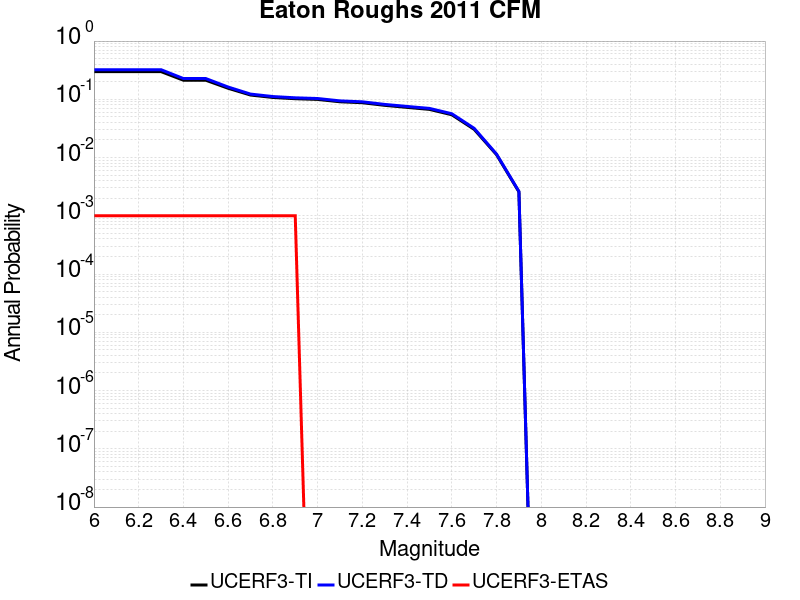 Eaton Roughs 2011 CFM
Annual Probability
10^0
10^-1
10^-2
10^-3
10^-4
10^-5
10^-6
10^-7
10^-8
6 6.2 6.4 6.6 6.8 7 7.2 7.4 7.6 7.8 8 8.2 8.4 8.6 8.8 9
Magnitude
UCERF3-TI UCERF3-TD UCERF3-ETAS